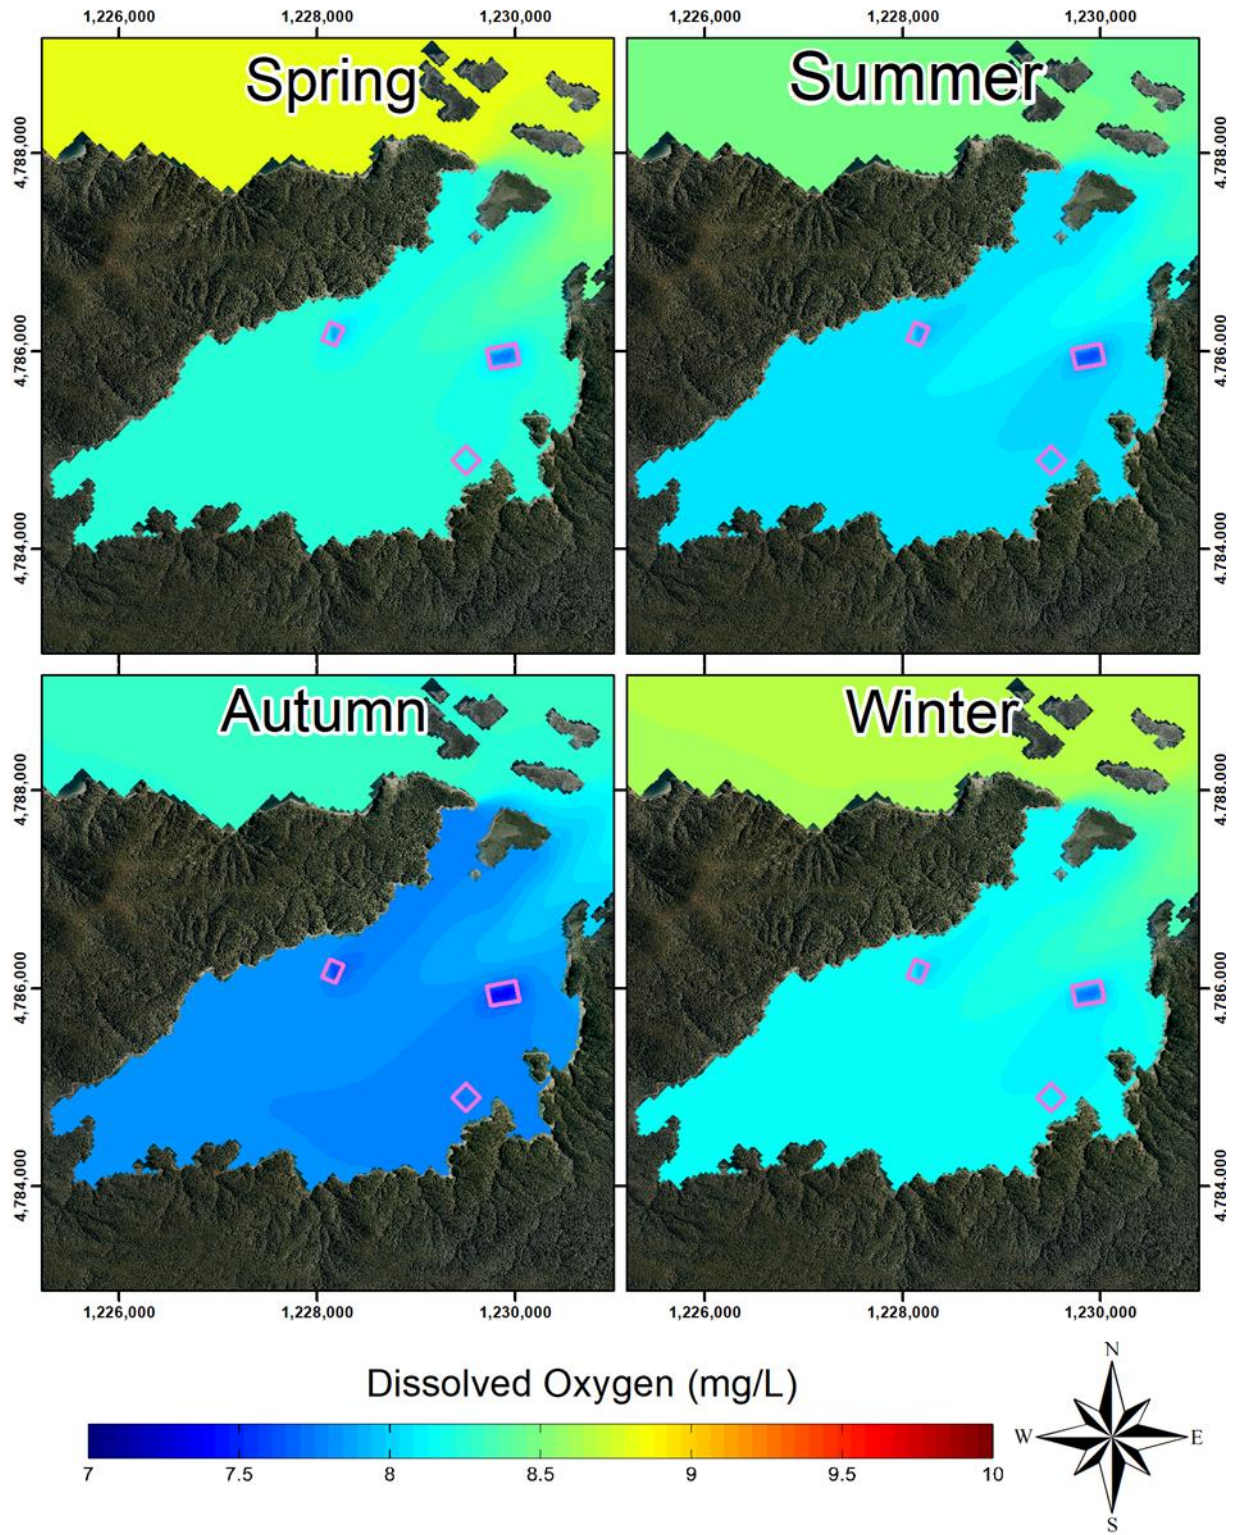 1,226,000 1,228,000 1,230,000 1,226,000 1,228,000 1,230,000
Spring
Summer
4,788,000
4,786,000
4,784,000
4,788,000
4,786,000
4,784,000
Autumn
Winter
4,788,000
4,786,000
4,784,000
4,788,000
4,786,000
4,784,000
1,226,000 1,228,000 1,230,000 1,226,000 1,228,000 1,230,000
Dissolved Oxygen (mg/L)
7 7.5 8 8.5 9 9.5 10
N
W E
S